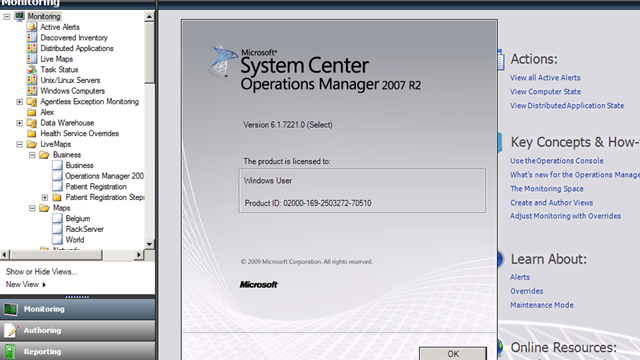 Monitoring
Monitoring
Active Alerts
Discovered Inventory
Distributed Applications
Live Maps
Task Status
Unix/Linux Servers
Windows Computers
Agentless Exception Monitoring
Alex
Data Warehouse
Health Service Overrides
LiveMaps
Business
Business
Operations Manager 200
Patient Registration
Patient Registration Steps
Maps
Belgium
RackServer
World
Show or Hide Views...
New View
Monitoring
Authoring
Reporting
Microsoft®
System Center
Operations Manager 2007 R2
Version 6.1.7221.0 (Select)
The product is licensed to:
Windows User
Product ID: 02000-169-2503272-70510
© 2009 Microsoft Corporation. All rights reserved.
Microsoft
OK
Actions:
View all Active Alerts
View Computer State
View Distributed Application State
Key Concepts & How-
Use the Operations Console
What's new for the Operations Manage
The Monitoring Space
Create and Author Views
Adjust Monitoring with Overrides
Learn About:
Alerts
Overrides
Maintenance Mode
Online Resources: